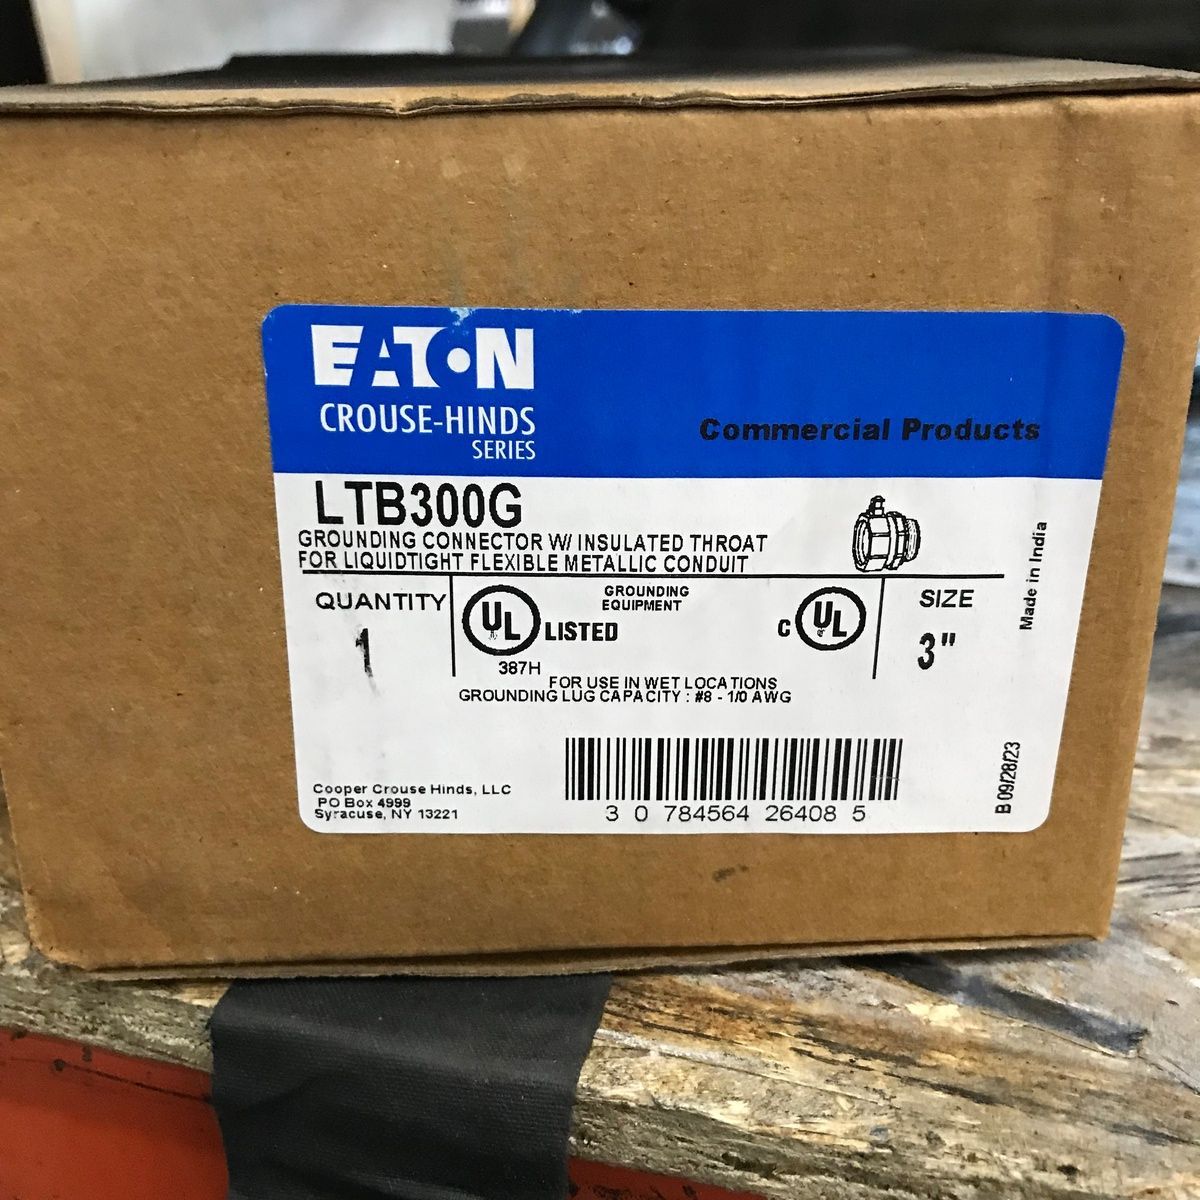 EATON
CROUSE-HINDS
SERIES
Commercial Products
LTB300G
GROUNDING CONNECTOR W/ INSULATED THROAT
FOR LIQUIDTIGHT FLEXIBLE METALLIC CONDUIT
Made in India
QUANTITY
1
UL
LISTED
387H
GROUNDING
EQUIPMENT
C UL
SIZE
3"
FOR USE IN WET LOCATIONS
GROUNDING LUG CAPACITY : #8 - 1/0 AWG
Cooper Crouse Hinds, LLC
PO Box 4999
Syracuse, NY 13221
3 0 784564 26408 5
B 09/28/23